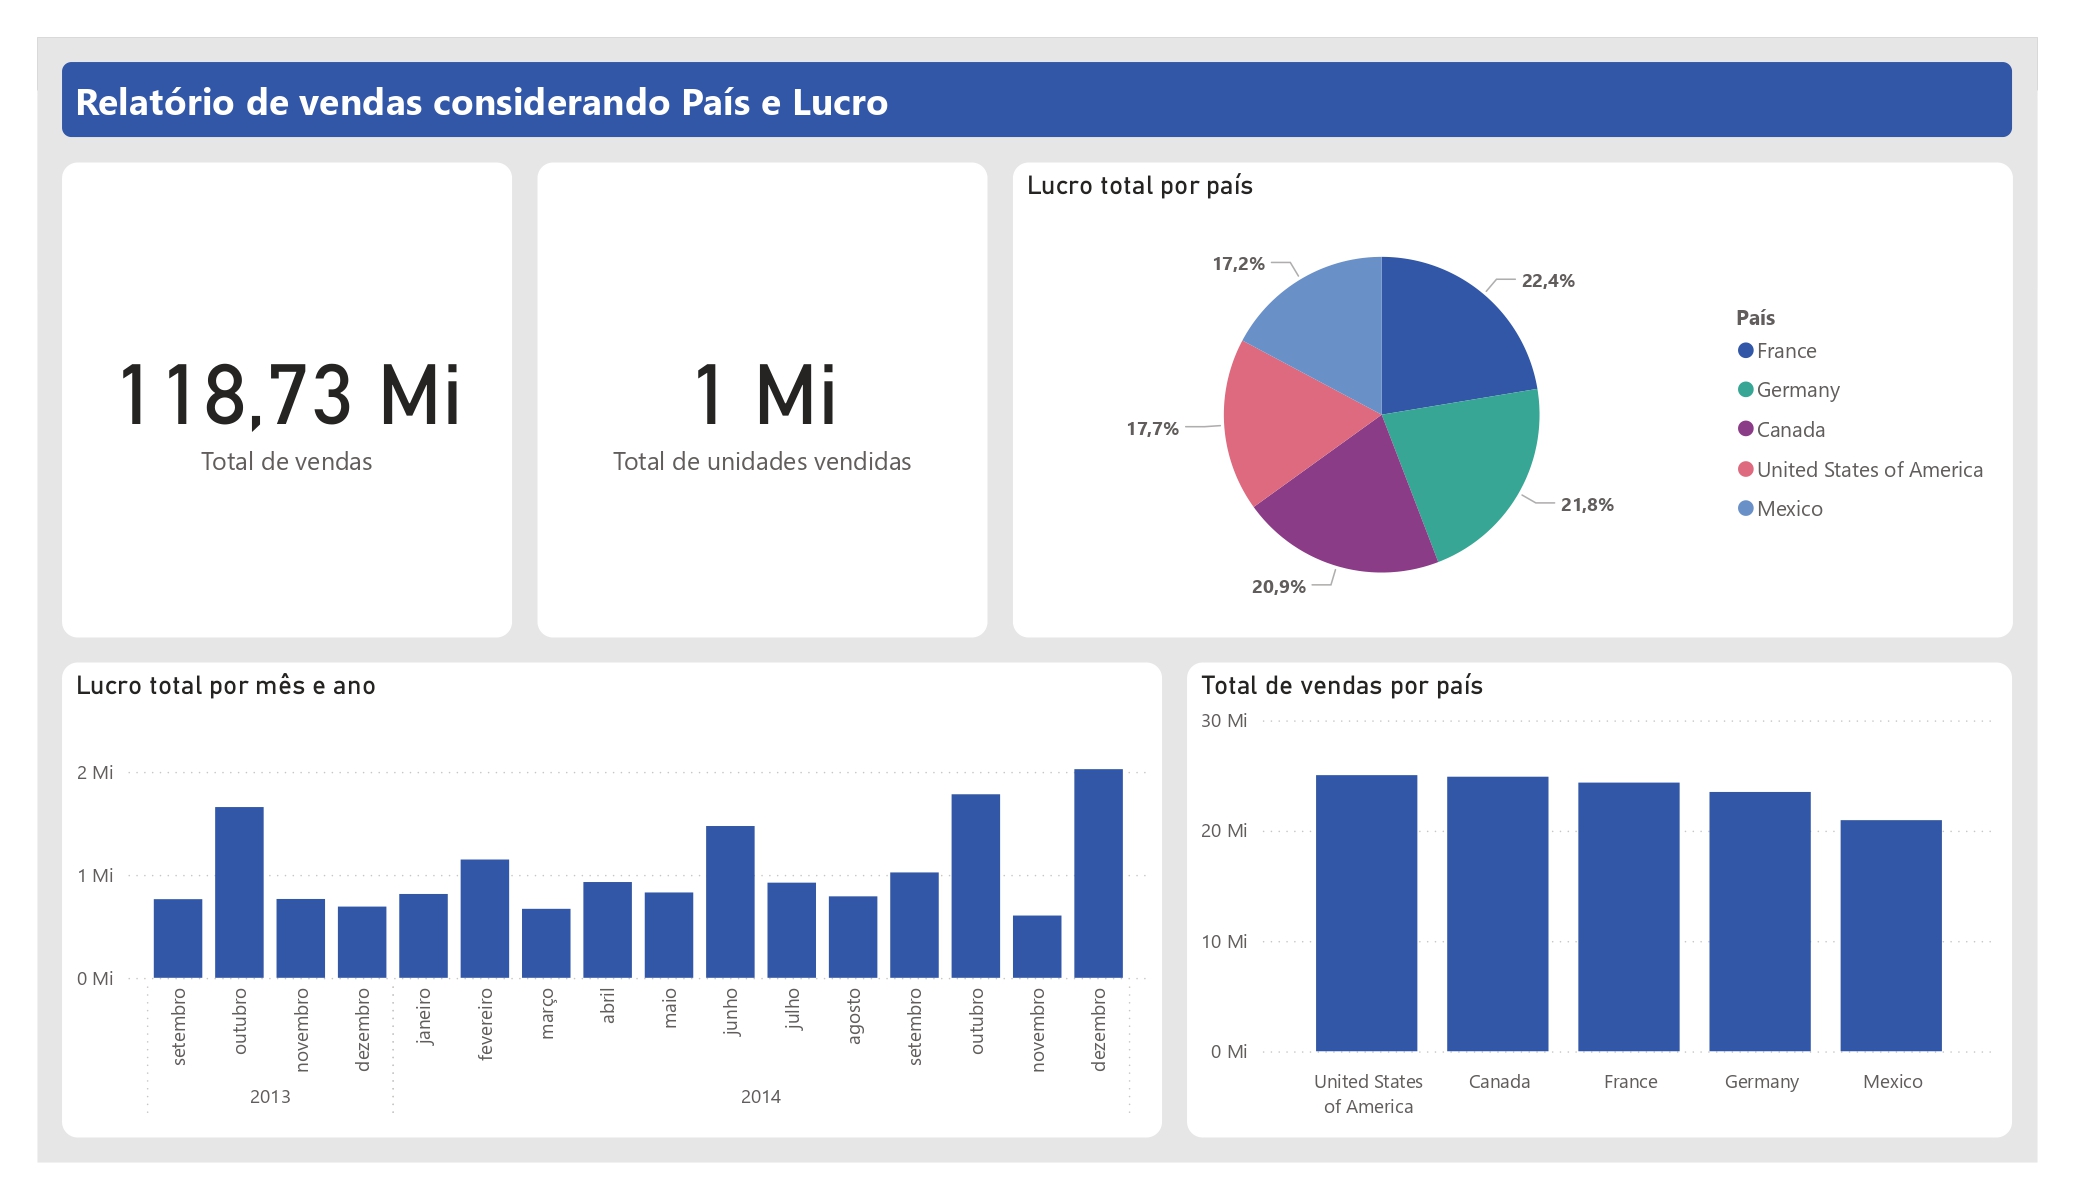 Relatório de vendas considerando País e Lucro
118,73 Mi
Total de vendas
1 Mi
Total de unidades vendidas
Lucro total por país
17,2%
22,4%
17,7%
21,8%
20,9%
País
France
Germany
Canada
United States of America
Mexico
Lucro total por mês e ano
2 Mi
1 Mi
0 Mi
setembro
outubro
novembro
dezembro
janeiro
fevereiro
março
abril
maio
junho
julho
agosto
setembro
outubro
novembro
dezembro
2013
2014
Total de vendas por país
30 Mi
20 Mi
10 Mi
0 Mi
United States
of America
Canada
France
Germany
Mexico